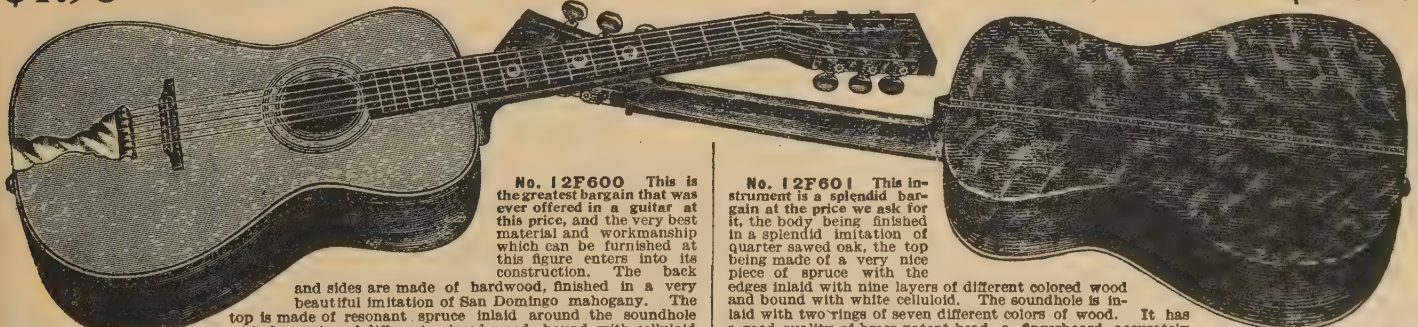 No. 12F600 This is
the greatest bargain that was
ever offered in a guitar at
this price, and the very best
material and workmanship
which can be furnished at
this figure enters into its
construction. The back
and sides are made of hardwood, finished in a very
beautiful imitation of San Domingo mahogany. The
top is made of resonant spruce inlaid around the soundhole
No. 12F601 This in-
strument is a splendid bar-
gain at the price we ask for
it, the body being finished
in a splendid imitation of
quarter sawed oak, the top
being made of a very nice
piece of spruce with the
edges inlaid with nine layers of different colored wood
and bound with white celluloid. The soundhole is in-
laid with two rings of seven different colors of wood. It has